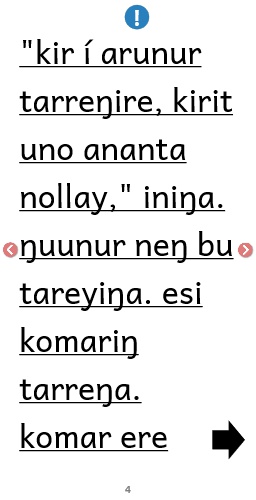 "kir í arunur
tarreŋire, kirit
uno ananta
nollay," iniŋa.
ŋuunur neŋ bu
tareyiŋa. esi
komariŋ
tarreŋa.
komar ere
4